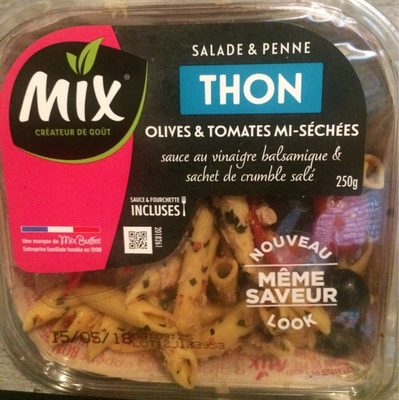 MIX
CRÉATEUR DE GOÛT
SALADE & PENNE
THON
OLIVES & TOMATES MI-SÉCHÉES
sauce au vinaigre balsamique &
sachet de crumble salé
250g
SAUCE & FOURCHETTE
INCLUSES
Une marque de Mix Buffet
Entreprise familiale fondée en 1990
NOUVEAU
MÊME
SAVEUR
LOOK
15/05/18